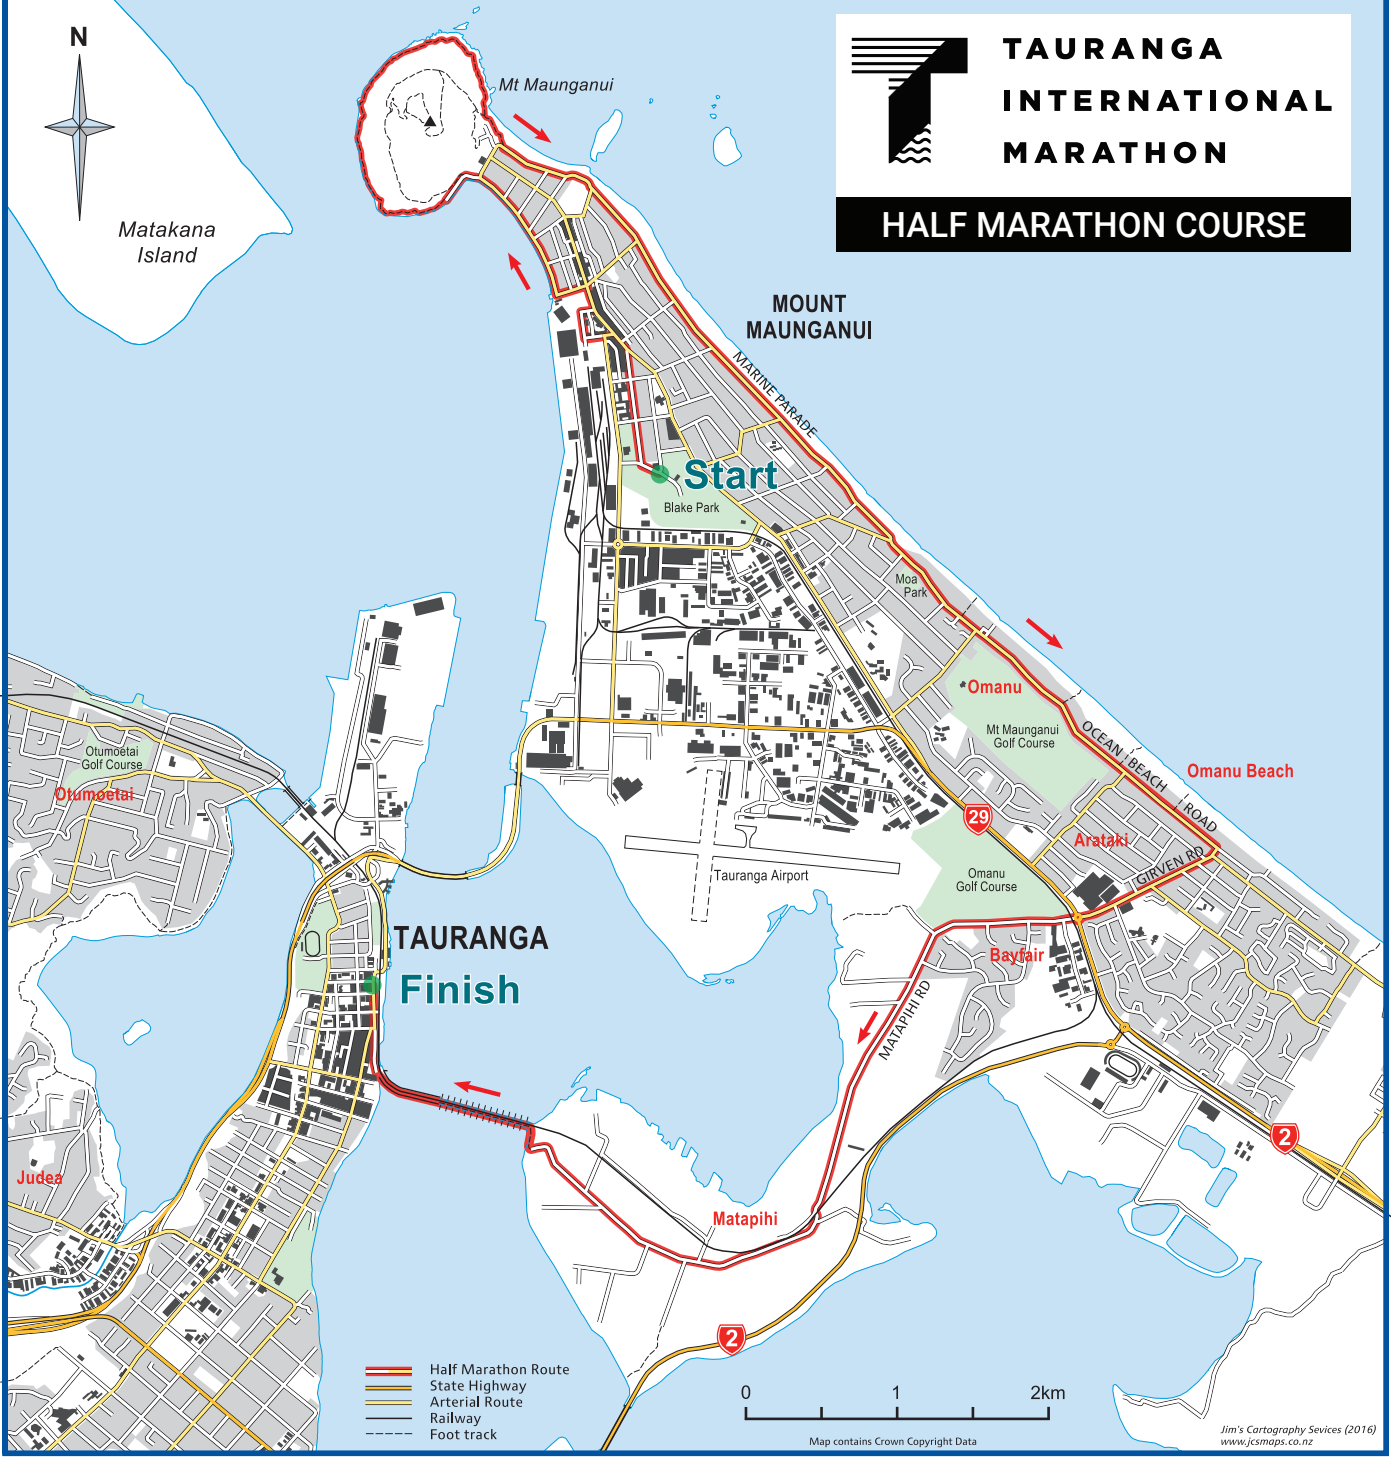 N
Mt Maunganui
TAURANGA
INTERNATIONAL
MARATHON
HALF MARATHON COURSE
Matakana
Island
MOUNT
MAUNGANUI
MARINE PARADE
Start
Blake Park
Moa
Park
Omanu
Mt Maunganui
Golf Course
OCEAN BEACH ROAD
Omanu Beach
Otumoetai
Golf Course
Otumoetai
29
Arataki
GIRVEN RD
Tauranga Airport
Omanu
Golf Course
TAURANGA
Finish
Bayfair
MATAPIHI RD
2
Judea
Matapihi
2
Half Marathon Route
State Highway
Arterial Route
Railway
Foot track
0 1 2km
Map contains Crown Copyright Data
Jim's Cartography Sevices (2016)
www.jcsmaps.co.nz